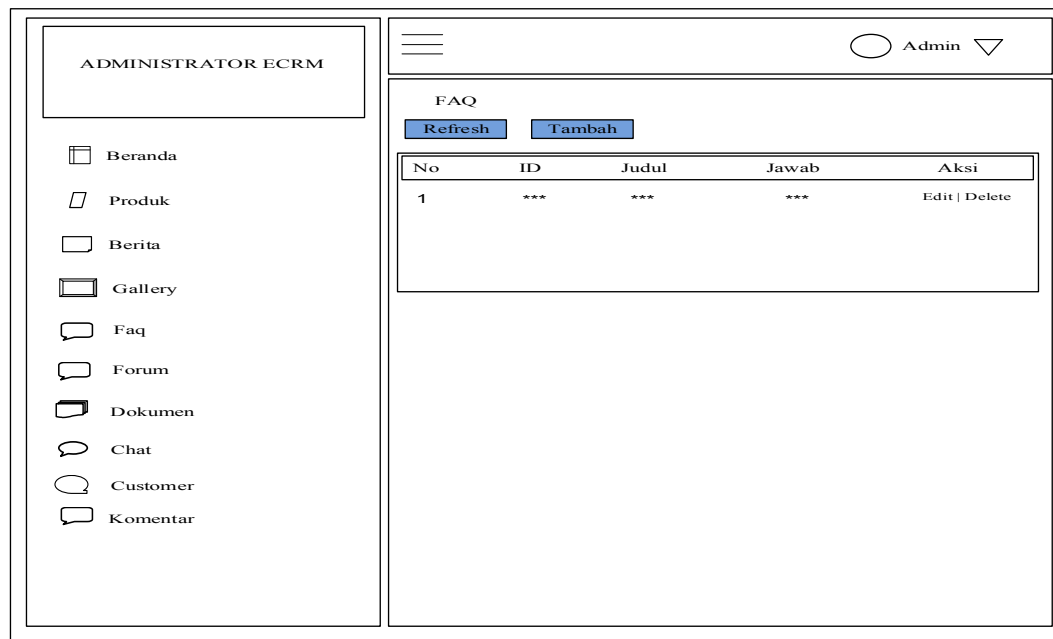 ADMINISTRATOR ECRM
Beranda
Produk
Berita
Gallery
Faq
Forum
Dokumen
Chat
Customer
Komentar
Admin
FAQ
Refresh Tambah
No ID Judul Jawab Aksi
1 *** *** *** Edit | Delete